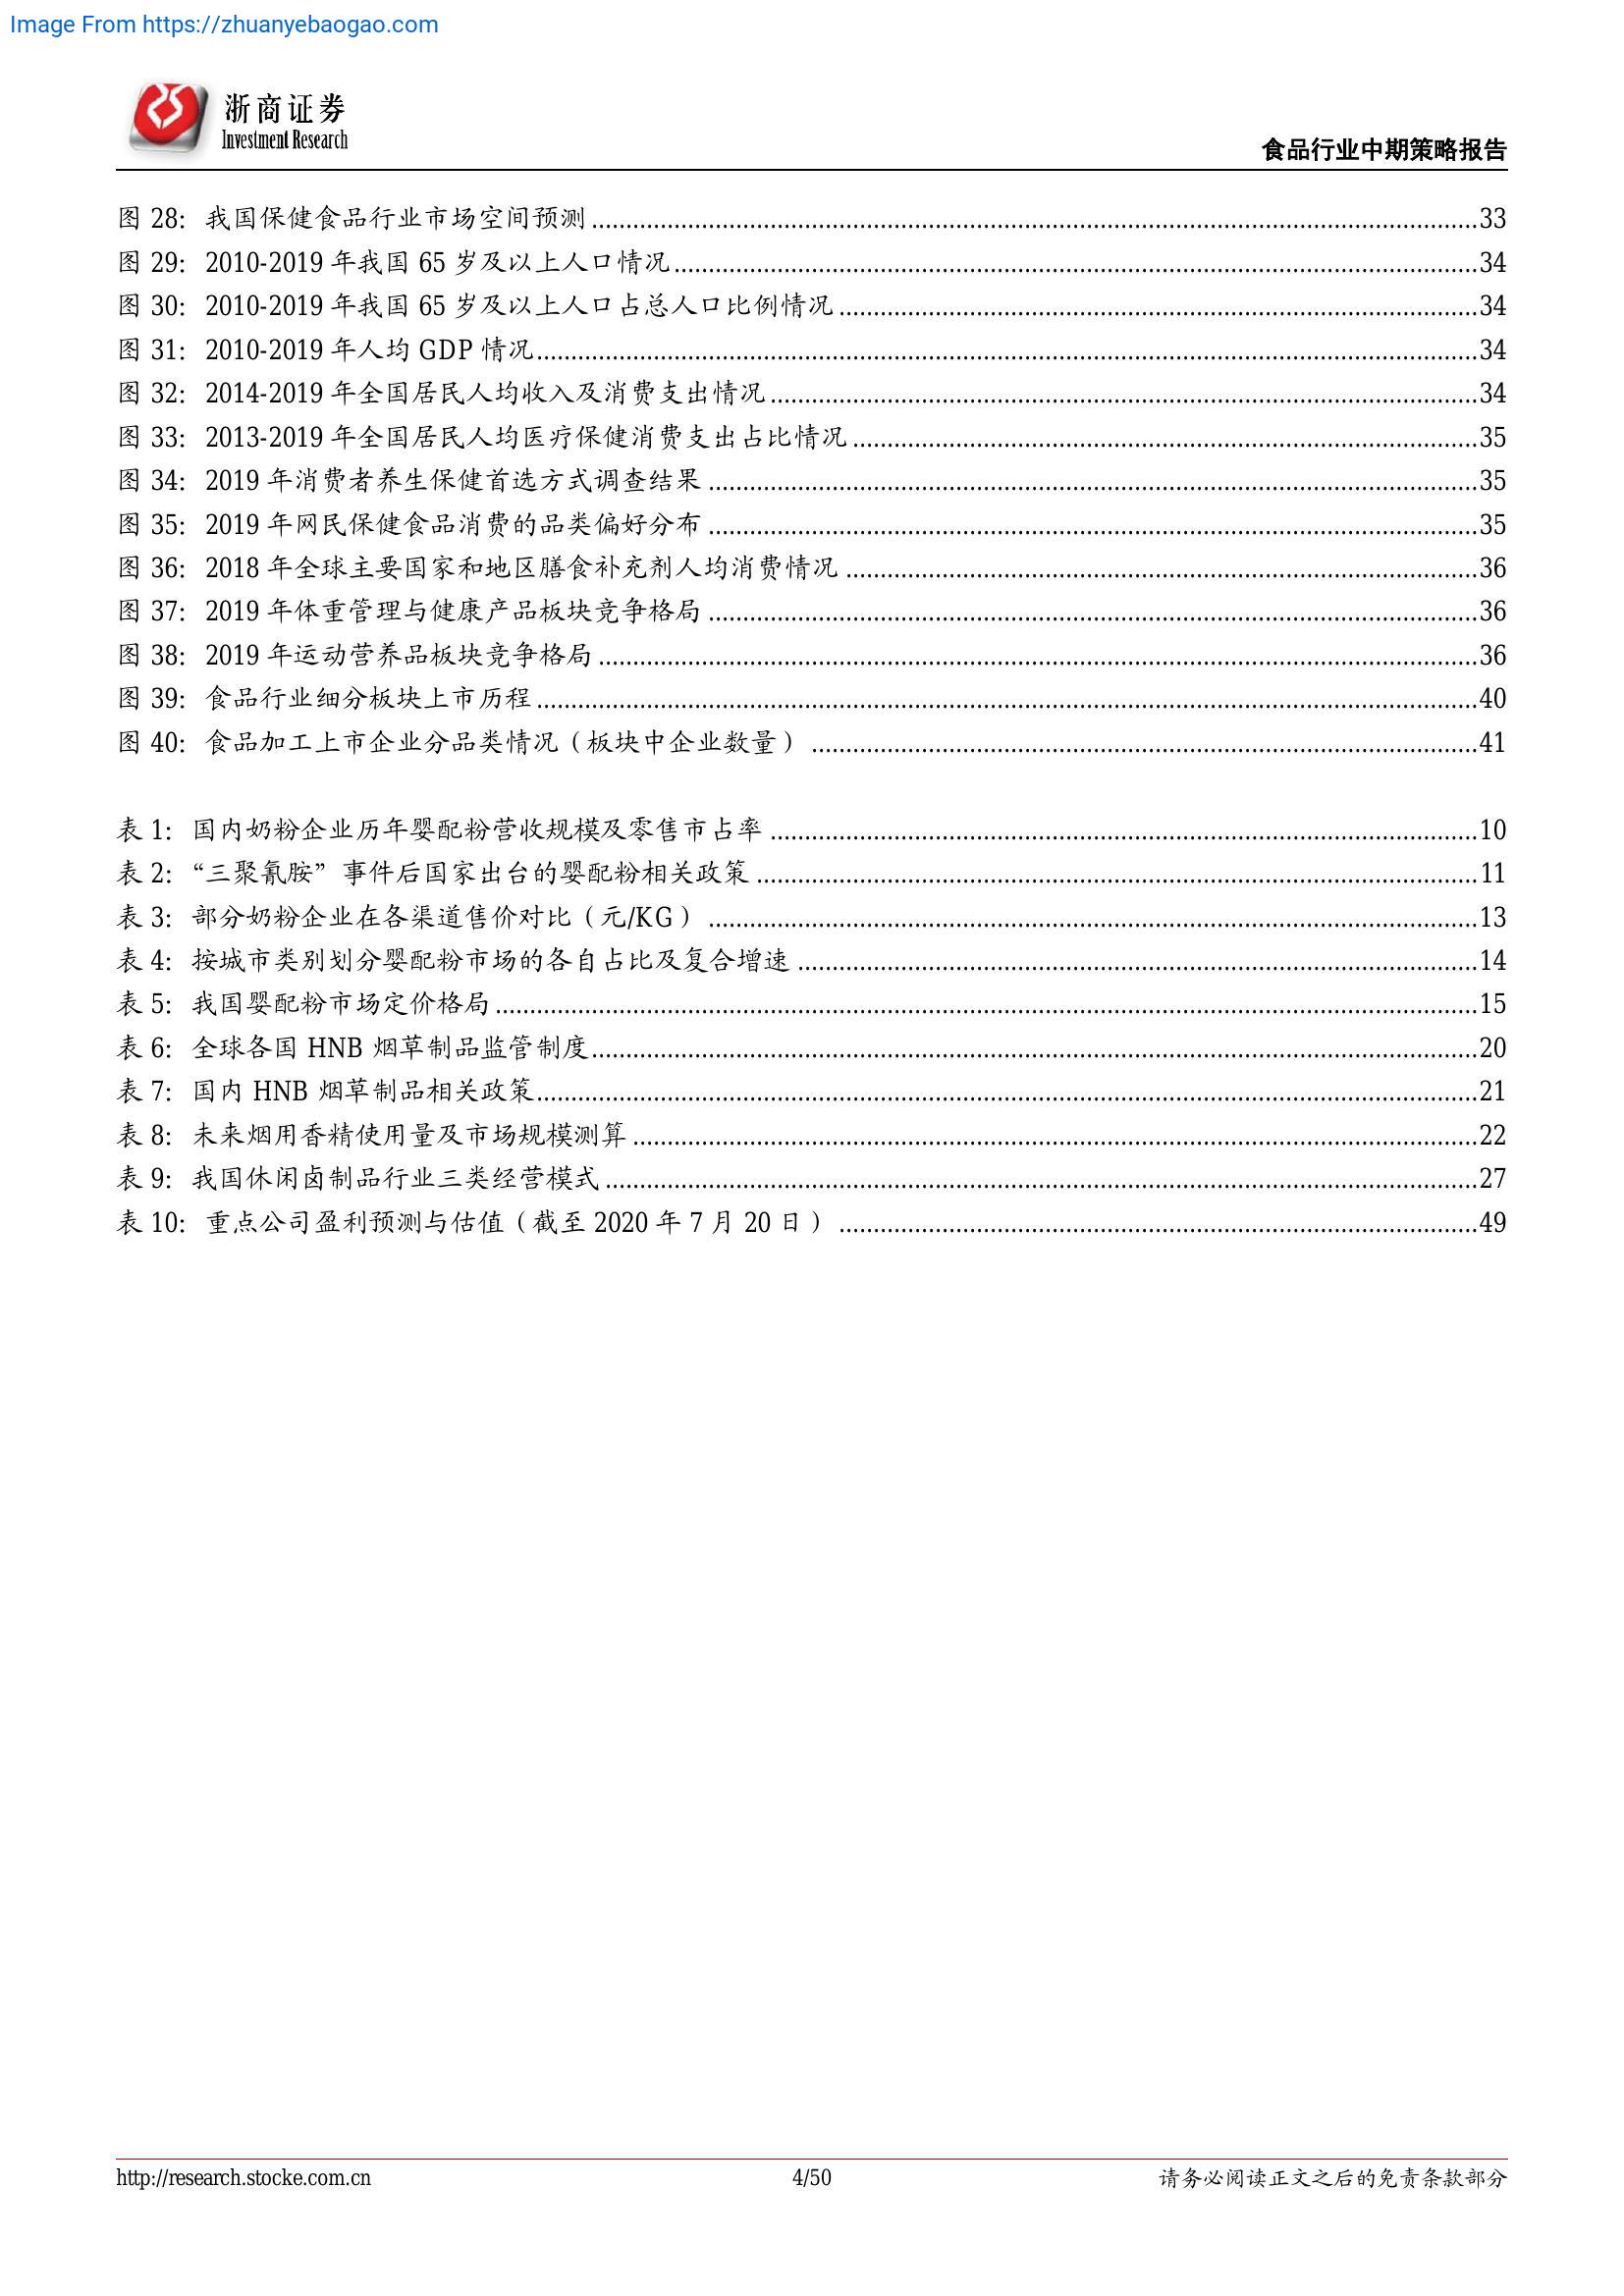 Image From https://zhuanyebaogao.com
浙商证券
Investment Research
食品行业中期策略报告
图 28: 我国保健食品行业市场空间预测........33
图 29: 2010-2019 年我国 65 岁及以上人口情况........34
图 30: 2010-2019 年我国 65 岁及以上人口占总人口比例情况........34
图 31: 2010-2019 年人均 GDP 情况........34
图 32: 2014-2019 年全国居民人均收入及消费支出情况........34
图 33: 2013-2019 年全国居民人均医疗保健消费支出占比情况........35
图 34: 2019 年消费者养生保健首选方式调查结果........35
图 35: 2019 年网民保健食品消费的品类偏好分布........35
图 36: 2018 年全球主要国家和地区膳食补充剂人均消费情况........36
图 37: 2019 年体重管理与健康产品板块竞争格局........36
图 38: 2019 年运动营养品板块竞争格局........36
图 39: 食品行业细分板块上市历程........40
图 40: 食品加工上市企业分品类情况（板块中企业数量）........41
表 1: 国内奶粉企业历年婴配粉营收规模及零售市占率........10
表 2: “三聚氰胺”事件后国家出台的婴配粉相关政策........11
表 3: 部分奶粉企业在各渠道售价对比（元/KG）........13
表 4: 按城市类别划分婴配粉市场的各自占比及复合增速........14
表 5: 我国婴配粉市场定价格局........15
表 6: 全球各国 HNB 烟草制品监管制度........20
表 7: 国内 HNB 烟草制品相关政策........21
表 8: 未来烟用香精使用量及市场规模测算........22
表 9: 我国休闲卤制品行业三类经营模式........27
表 10: 重点公司盈利预测与估值（截至 2020 年 7 月 20 日）........49
http://research.stocke.com.cn
4/50
请务必阅读正文之后的免责条款部分